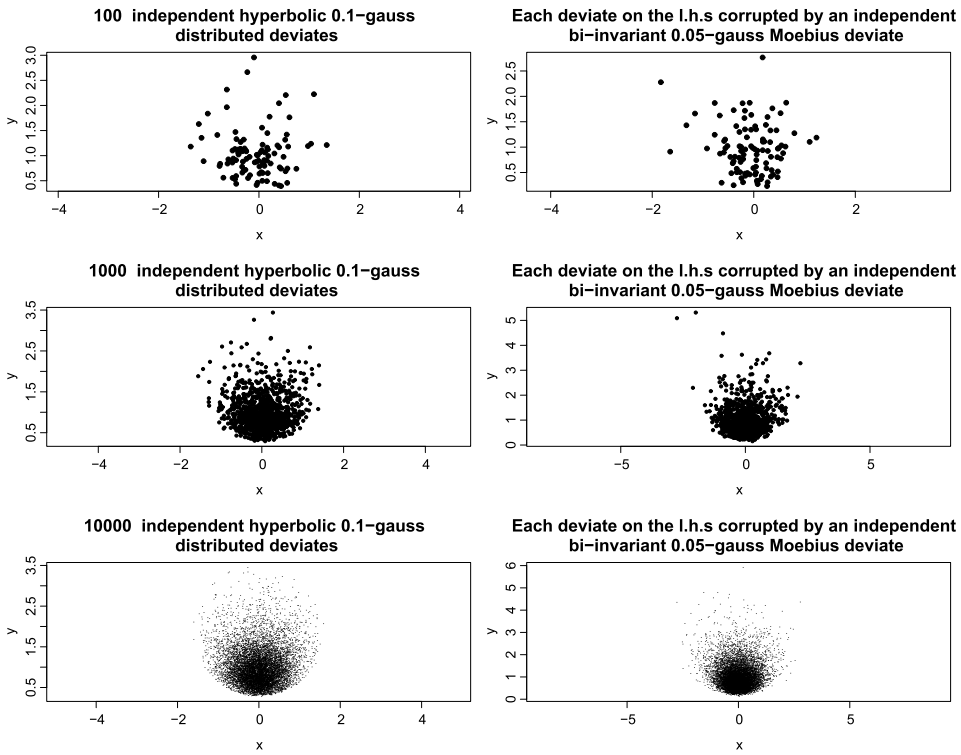 100 independent hyperbolic 0.1−gauss
distributed deviates
y
0.5 1.0 1.5 2.0 2.5 3.0
−4 −2 0 2 4
x
Each deviate on the l.h.s corrupted by an independent
bi−invariant 0.05−gauss Moebius deviate
y
0.5 1.0 1.5 2.0 2.5
−4 −2 0 2
x
1000 independent hyperbolic 0.1−gauss
distributed deviates
y
0.5 1.5 2.5 3.5
−4 −2 0 2 4
x
Each deviate on the l.h.s corrupted by an independent
bi−invariant 0.05−gauss Moebius deviate
y
0 1 2 3 4 5
−5 0 5
x
10000 independent hyperbolic 0.1−gauss
distributed deviates
y
0.5 1.5 2.5 3.5
−4 −2 0 2 4
x
Each deviate on the l.h.s corrupted by an independent
bi−invariant 0.05−gauss Moebius deviate
y
0 1 2 3 4 5 6
−5 0 5
x